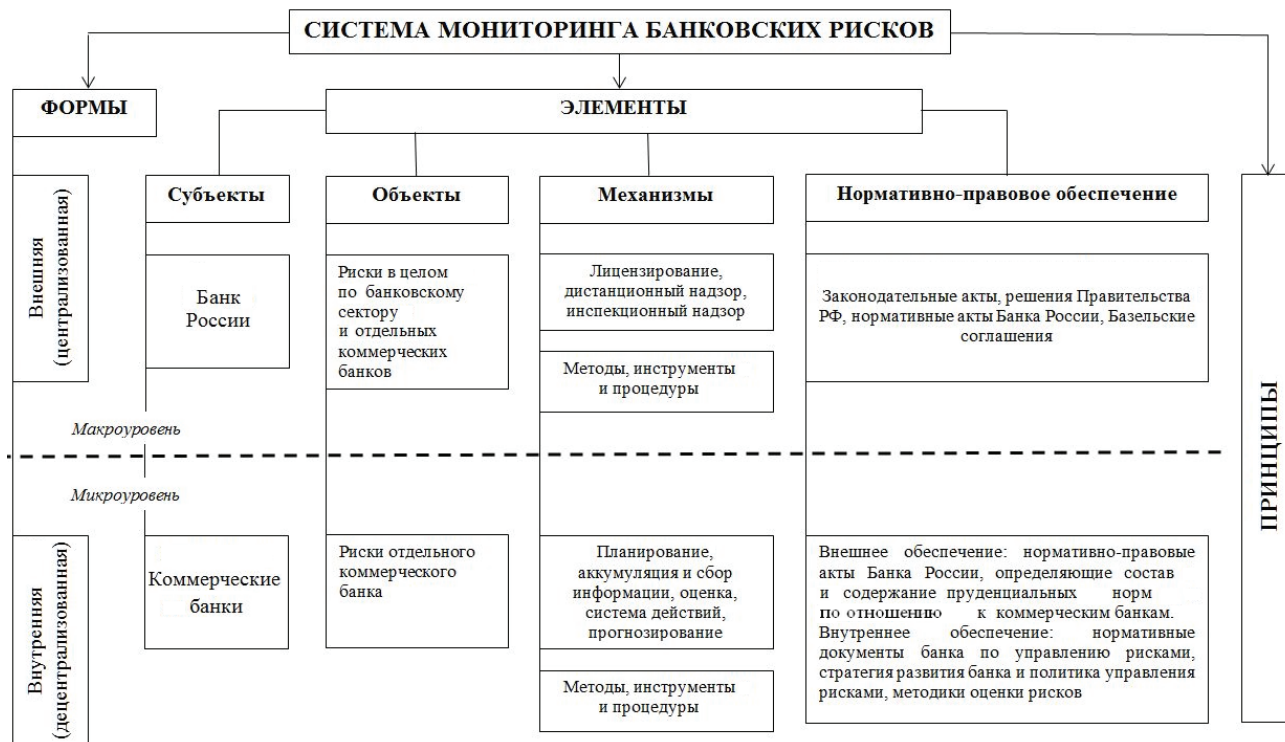 СИСТЕМА МОНИТОРИНГА БАНКОВСКИХ РИСКОВ
ФОРМЫ
ЭЛЕМЕНТЫ
Внешняя
(централизованная)
Субъекты
Объекты
Механизмы
Нормативно-правовое обеспечение
Банк
России
Риски в целом
по банковскому
сектору
и отдельных
коммерческих
банков
Лицензирование,
дистанционный надзор,
инспекционный надзор
Методы, инструменты
и процедуры
Законодательные акты, решения Правительства
РФ, нормативные акты Банка России, Базельские
соглашения
Макроуровень
Микроуровень
Внутренняя
(децентрализованная)
Коммерческие
банки
Риски отдельного
коммерческого
банка
Планирование,
аккумуляция и сбор
информации, оценка,
система действий,
прогнозирование
Методы, инструменты
и процедуры
Внешнее обеспечение: нормативно-правовые
акты Банка России, определяющие состав
и содержание пруденциальных норм
по отношению к коммерческим банкам.
Внутреннее обеспечение: нормативные
документы банка по управлению рисками,
стратегия развития банка и политика управления
рисками, методики оценки рисков
ПРИНЦИПЫ